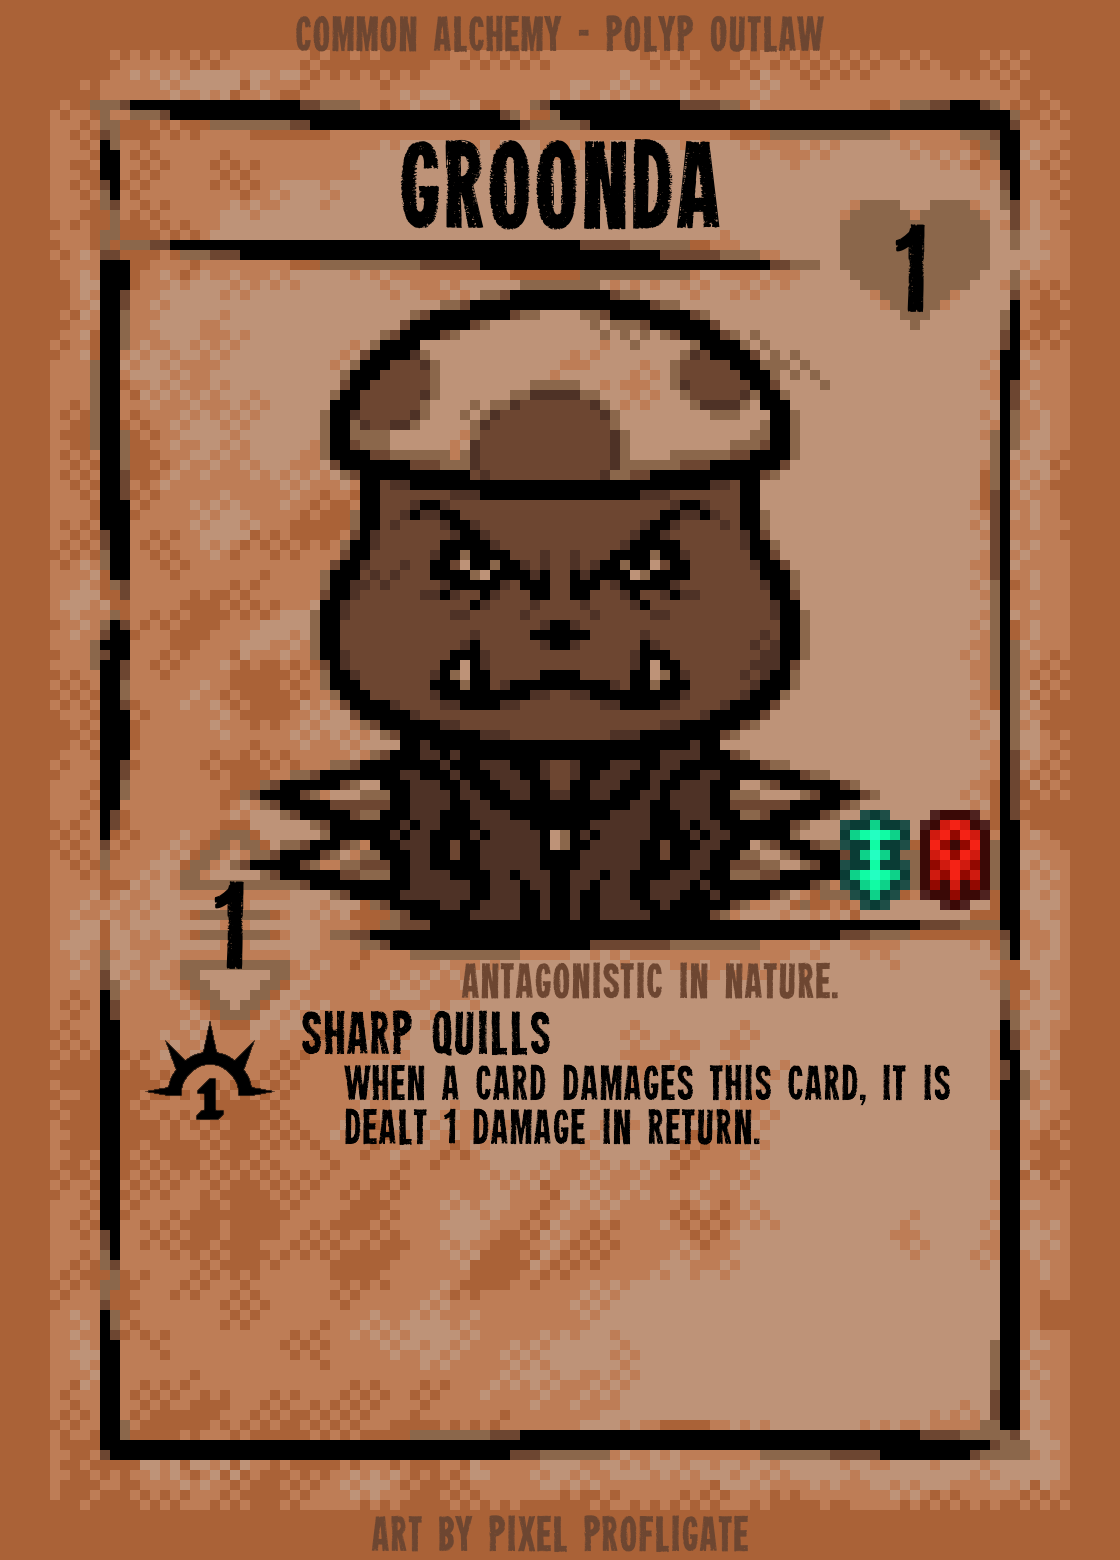 COMMON ALCHEMY - POLYP OUTLAW
GROONDA
1
1
ANTAGONISTIC IN NATURE.
SHARP QUILLS
1
WHEN A CARD DAMAGES THIS CARD, IT IS
DEALT 1 DAMAGE IN RETURN.
ART BY PIXEL PROFLIGATE